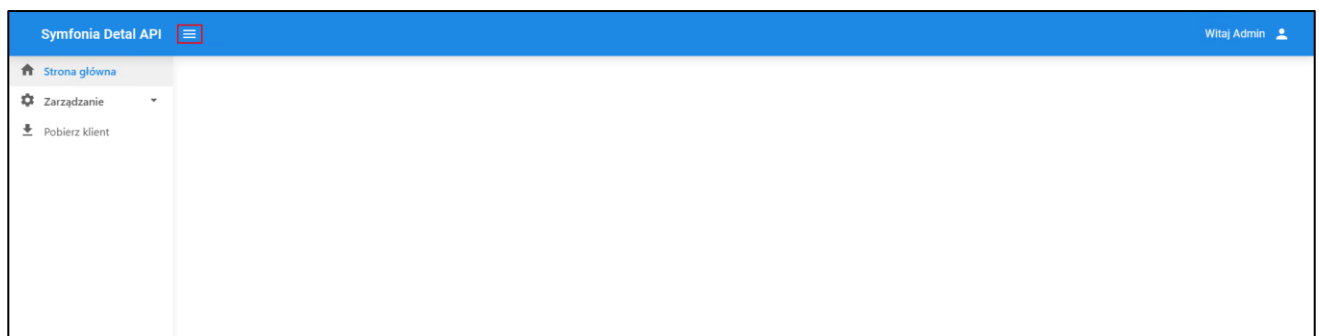 Symfonia Detal API
Witaj Admin
Strona główna
Zarządzanie
Pobierz klient